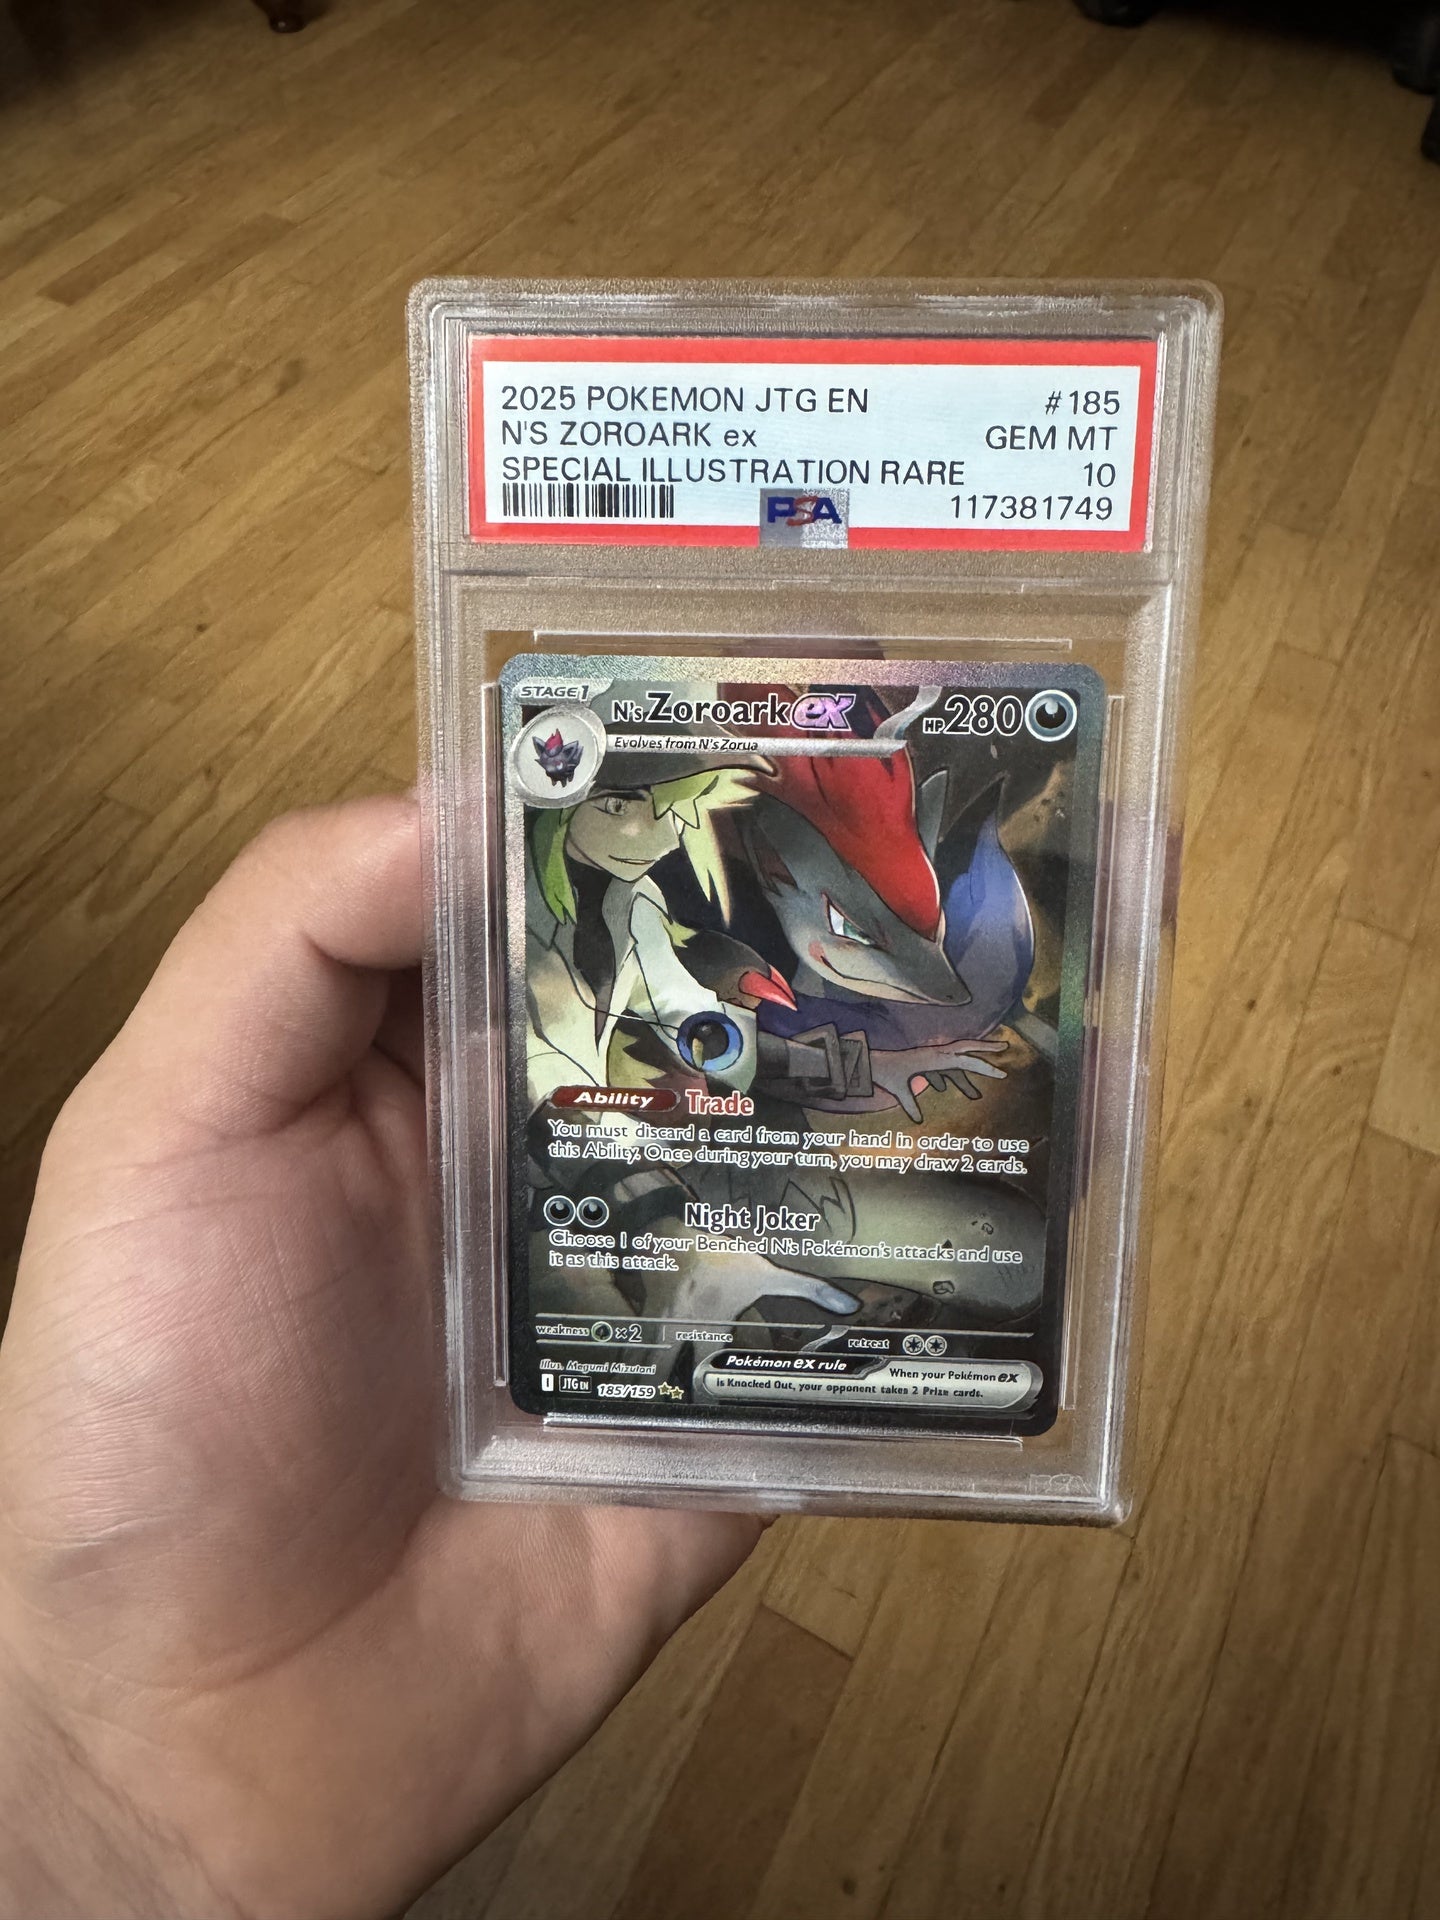 2025 POKEMON JTG EN #185
N'S ZOROARK ex GEM MT
SPECIAL ILLUSTRATION RARE 10
PSA 117381749
STAGE 1 N's Zoroark ex HP 280
Evolves from N's Zorua
Ability Trade
You must discard a card from your hand in order to use
this Ability. Once during your turn, you may draw 2 cards.
Night Joker
Choose 1 of your Benched N's Pokémon's attacks and use
it as this attack.
weakness ×2 resistance retreat
Illus. Megumi Mizutani
Pokémon ex rule When your Pokémon ex
is Knocked Out, your opponent takes 2 Prize cards.
I JTG EN 185/159
PSA